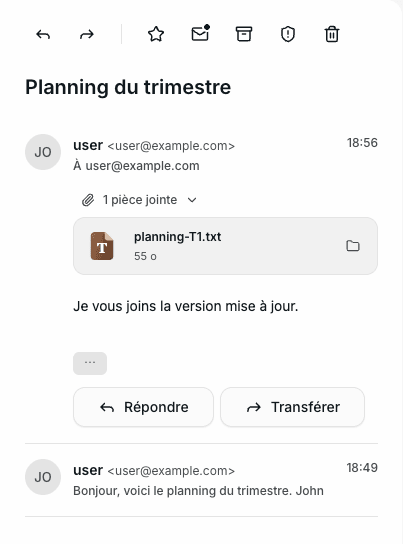 Planning du trimestre
JO
user <user@example.com>
18:56
À user@example.com
1 pièce jointe
T
planning-T1.txt
55 o
Je vous joins la version mise à jour.
...
Répondre
Transférer
JO
user <user@example.com>
18:49
Bonjour, voici le planning du trimestre. John